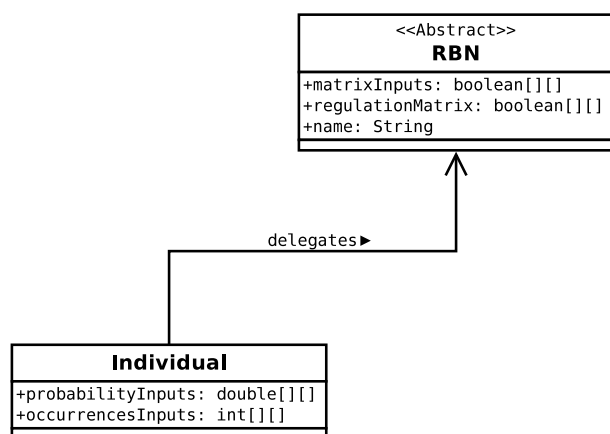 <<Abstract>>
RBN
+matrixInputs: boolean[][]
+regulationMatrix: boolean[][]
+name: String
delegates▶
Individual
+probabilityInputs: double[][]
+occurrencesInputs: int[][]